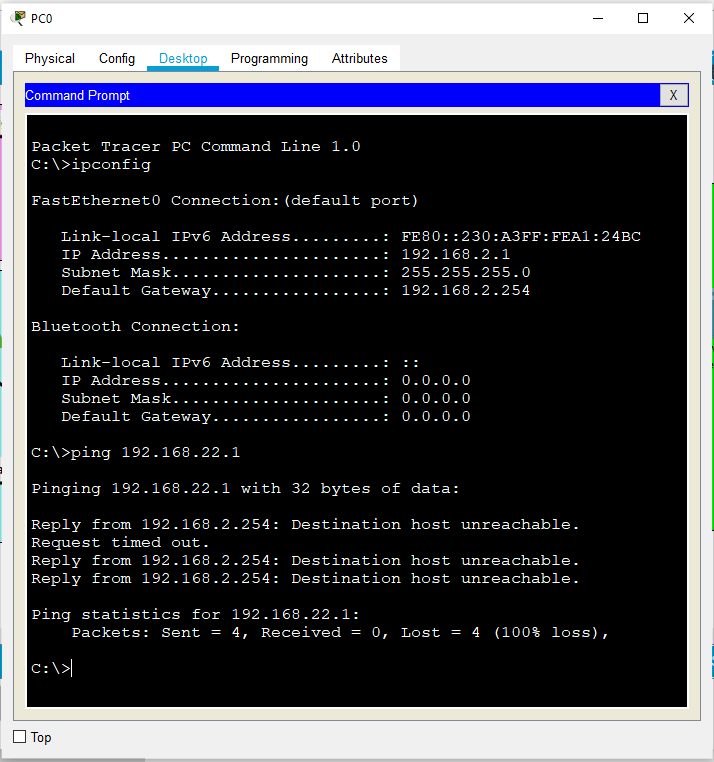 PC0
Physical Config Desktop Programming Attributes
Command Prompt X
Packet Tracer PC Command Line 1.0
C:\>ipconfig
FastEthernet0 Connection:(default port)
Link-local IPv6 Address.........: FE80::230:A3FF:FEA1:24BC
IP Address......................: 192.168.2.1
Subnet Mask.....................: 255.255.255.0
Default Gateway.................: 192.168.2.254
Bluetooth Connection:
Link-local IPv6 Address.........: ::
IP Address......................: 0.0.0.0
Subnet Mask.....................: 0.0.0.0
Default Gateway.................: 0.0.0.0
C:\>ping 192.168.22.1
Pinging 192.168.22.1 with 32 bytes of data:
Reply from 192.168.2.254: Destination host unreachable.
Request timed out.
Reply from 192.168.2.254: Destination host unreachable.
Reply from 192.168.2.254: Destination host unreachable.
Ping statistics for 192.168.22.1:
Packets: Sent = 4, Received = 0, Lost = 4 (100% loss),
C:\>
Top